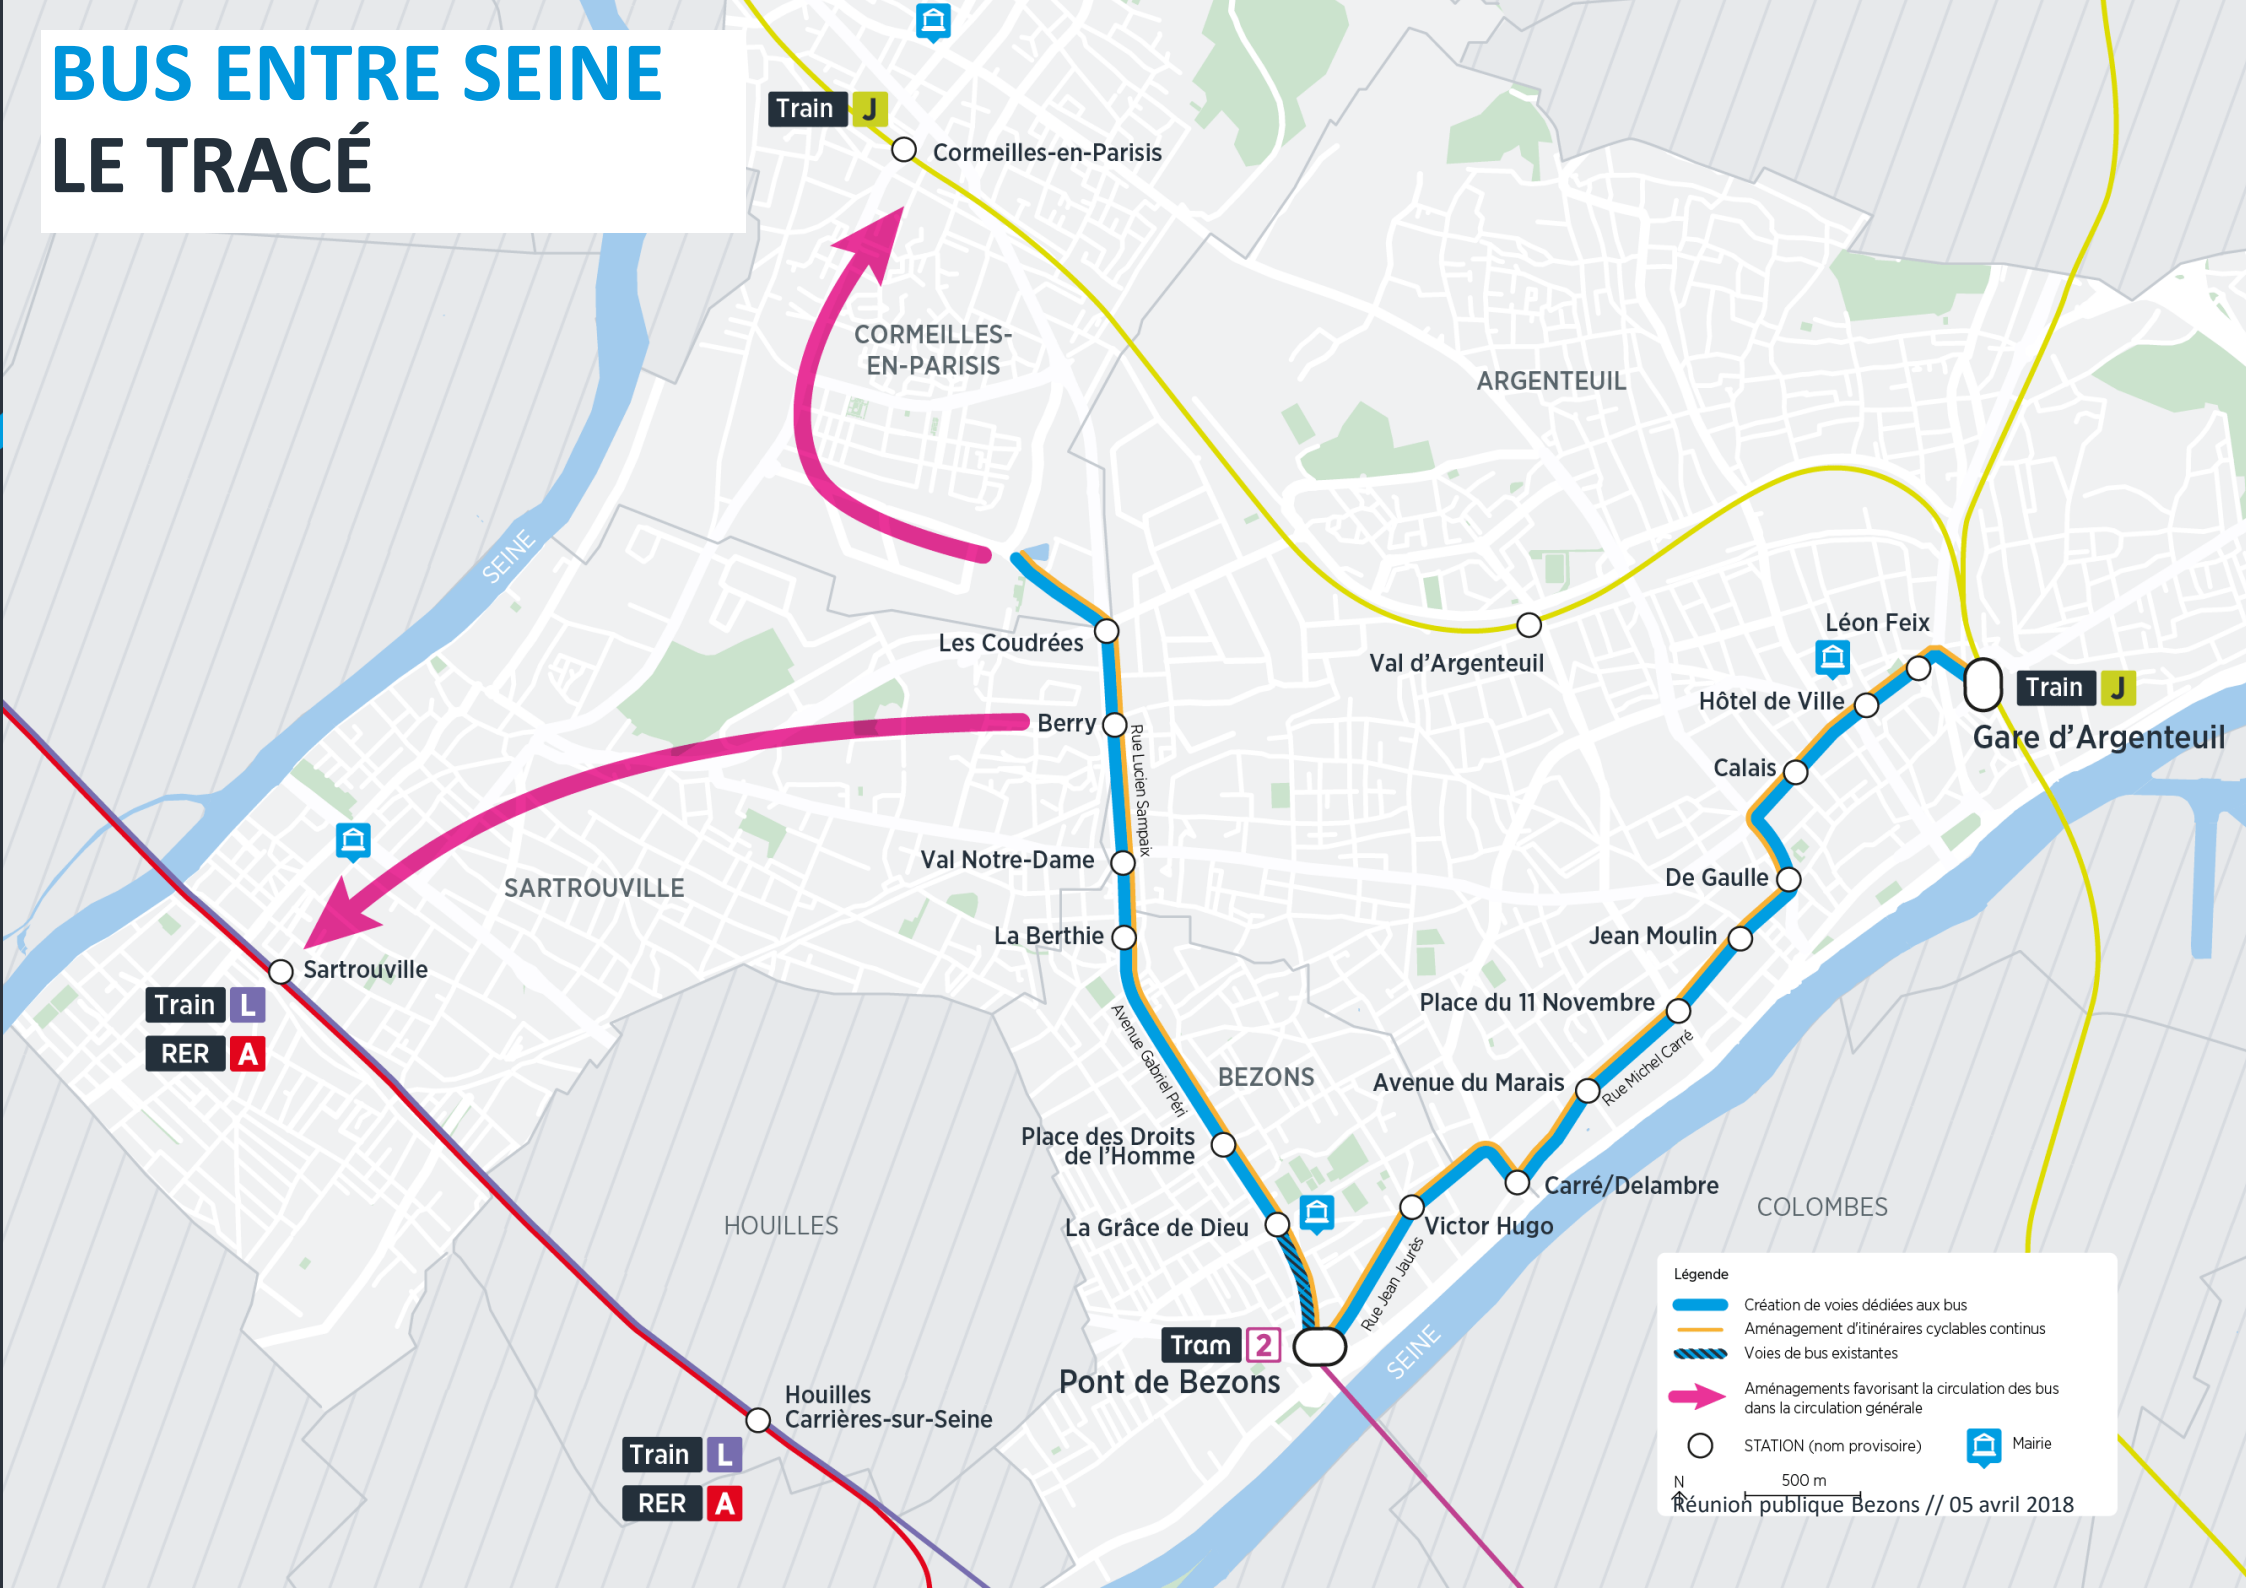 BUS ENTRE SEINE
LE TRACÉ
Train J
Cormeilles-en-Parisis
CORMEILLES-
EN-PARISIS
ARGENTEUIL
SEINE
Les Coudrées
Val d'Argenteuil
Léon Feix
Hôtel de Ville
Train J
Gare d'Argenteuil
Berry
Rue Lucien Sampaix
Calais
Val Notre-Dame
De Gaulle
SARTROUVILLE
La Berthie
Jean Moulin
Sartrouville
Train L
RER A
Place du 11 Novembre
Avenue Gabriel Péri
BEZONS
Avenue du Marais
Rue Michel Carré
Place des Droits
de l'Homme
Carré/Delambre
COLOMBES
HOUILLES
La Grâce de Dieu
Victor Hugo
Rue Jean Jaurès
Tram 2
Pont de Bezons
SEINE
Houilles
Carrières-sur-Seine
Train L
RER A
Légende
Création de voies dédiées aux bus
Aménagement d'itinéraires cyclables continus
Voies de bus existantes
Aménagements favorisant la circulation des bus
dans la circulation générale
STATION (nom provisoire)
Mairie
N
500 m
Réunion publique Bezons // 05 avril 2018